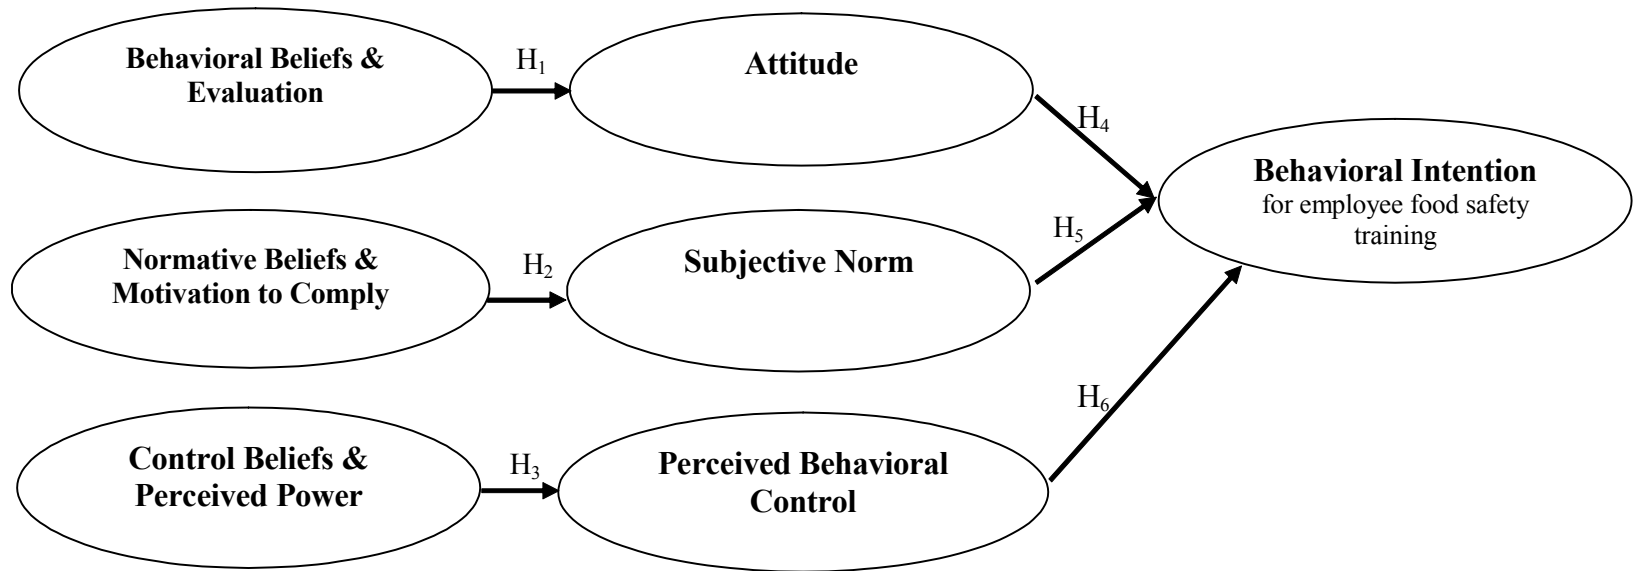 Behavioral Beliefs &
Evaluation
H₁
Attitude
H₄
Behavioral Intention
for employee food safety
training
Normative Beliefs &
Motivation to Comply
H₂
Subjective Norm
H₅
Control Beliefs &
Perceived Power
H₃
Perceived Behavioral
Control
H₆